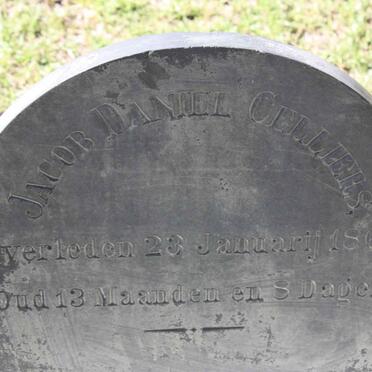 JACOB DANIEL CELLIERS,
verleden 23 Januarij 18
Oud 13 Maanden en 8 Dage